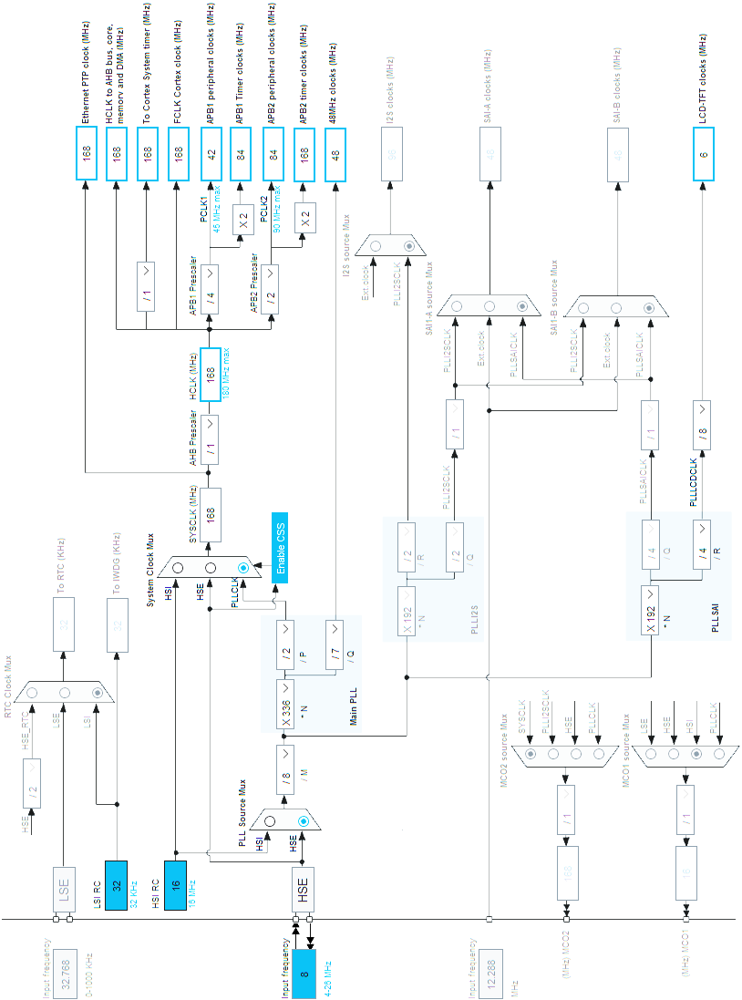 Input frequency
32.768
0-1000 KHz
LSE
HSE
/ 2
HSE_RTC
LSE
LSI
RTC Clock Mux
32
To RTC (KHz)
LSI RC
32
32 KHz
32
To IWDG (KHz)
HSI RC
16
16 MHz
Input frequency
8
4-26 MHz
HSE
PLL Source Mux
HSI
HSE
/ 8
/ M
X 336
* N
/ 2
/ P
/ 7
/ Q
Main PLL
System Clock Mux
HSI
HSE
PLLCLK
Enable CSS
SYSCLK (MHz)
168
AHB Prescaler
/ 1
HCLK (MHz)
168
180 MHz max
/ 1
APB1 Prescaler
/ 4
PCLK1
45 MHz max
X 2
APB2 Prescaler
/ 2
PCLK2
90 MHz max
X 2
168
Ethernet PTP clock (MHz)
168
HCLK to AHB bus, core,
memory and DMA (MHz)
168
To Cortex System timer (MHz)
168
FCLK Cortex clock (MHz)
42
APB1 peripheral clocks (MHz)
84
APB1 Timer clocks (MHz)
84
APB2 peripheral clocks (MHz)
168
APB2 timer clocks (MHz)
48
48MHz clocks (MHz)
X 192
* N
/ 2
/ R
/ 2
/ Q
PLLI2S
PLLI2SCLK
/ 1
I2S source Mux
Ext.clock
PLLI2SCLK
96
I2S clocks (MHz)
SAI1-A source Mux
PLLI2SCLK
Ext.clock
PLLSAICLK
48
SAI-A clocks (MHz)
SAI1-B source Mux
PLLI2SCLK
Ext.clock
PLLSAICLK
48
SAI-B clocks (MHz)
Input frequency
12.288
MHz
X 192
* N
/ 4
/ Q
/ 4
/ R
PLLSAI
PLLSAICLK
/ 1
PLLLCDCLK
/ 8
6
LCD-TFT clocks (MHz)
MCO2 source Mux
SYSCLK
PLLI2SCLK
HSE
PLLCLK
/ 1
168
(MHz) MCO2
MCO1 source Mux
LSE
HSE
HSI
PLLCLK
/ 1
16
(MHz) MCO1